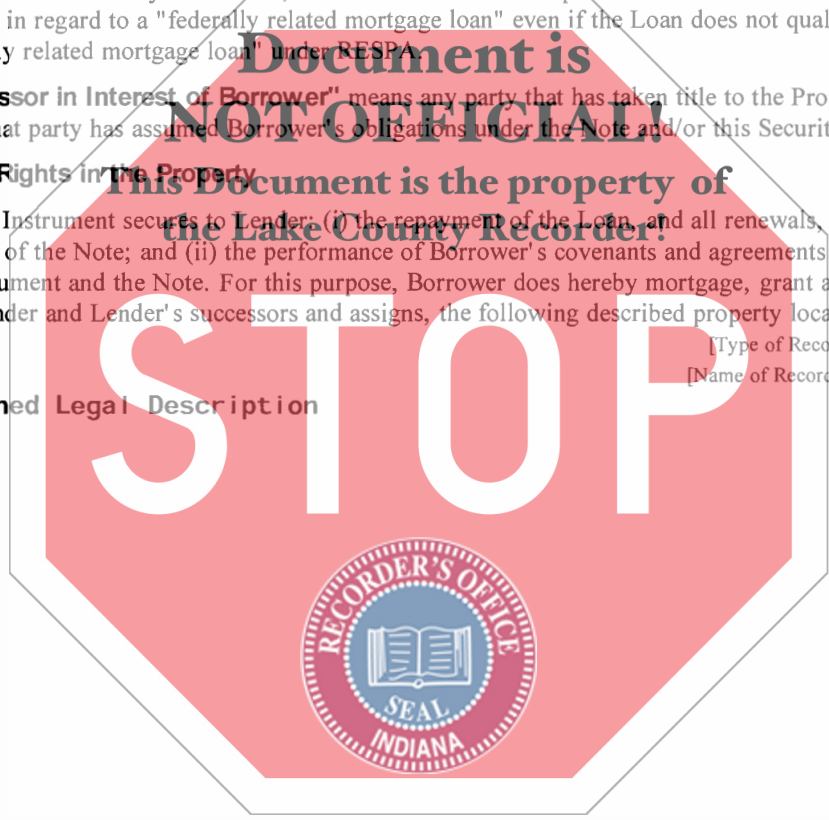 in regard to a "federally related mortgage loan" even if the Loan does not qual
y related mortgage loan" under RESPA.
Document is
ssor in Interest of Borrower" means any party that has taken title to the Pro
NOT OFFICIAL!
at party has assumed Borrower's obligations under the Note and/or this Securit
Rights in the Property
This Document is the property of
Instrument secures to Lender: (i) the repayment of the Loan, and all renewals,
the Lake County Recorder!
of the Note; and (ii) the performance of Borrower's covenants and agreements
ument and the Note. For this purpose, Borrower does hereby mortgage, grant a
nder and Lender's successors and assigns, the following described property loca
[Type of Reco
[Name of Record
ned Legal Description
STOP
RECORDER'S OFFICE
SEAL
INDIANA